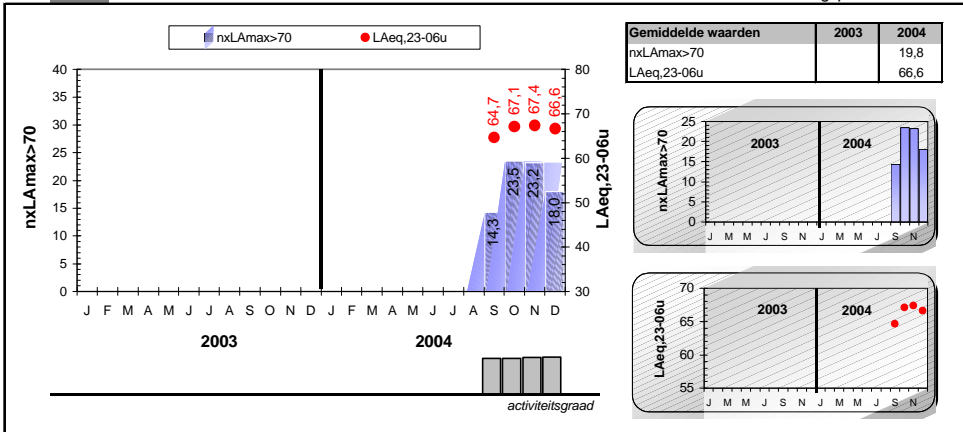 nxLAmax>70 LAeq,23-06u
40
35
30
25
20
15
10
5
0
nxLAmax>70
80
70
60
50
40
30
LAeq,23-06u
64,7 67,1 67,4 66,6
14,3 23,5 23,2 18,0
J F M A M J J A S O N D J F M A M J J A S O N D
2003 2004
activiteitsgraad
Gemiddelde waarden 2003 2004
nxLAmax>70 19,8
LAeq,23-06u 66,6
25
20
15
10
5
0
nxLAmax>70
2003 2004
J M M J S N J M M J S N
70
65
60
55
LAeq,23-06u
2003 2004
J M M J S N J M M J S N